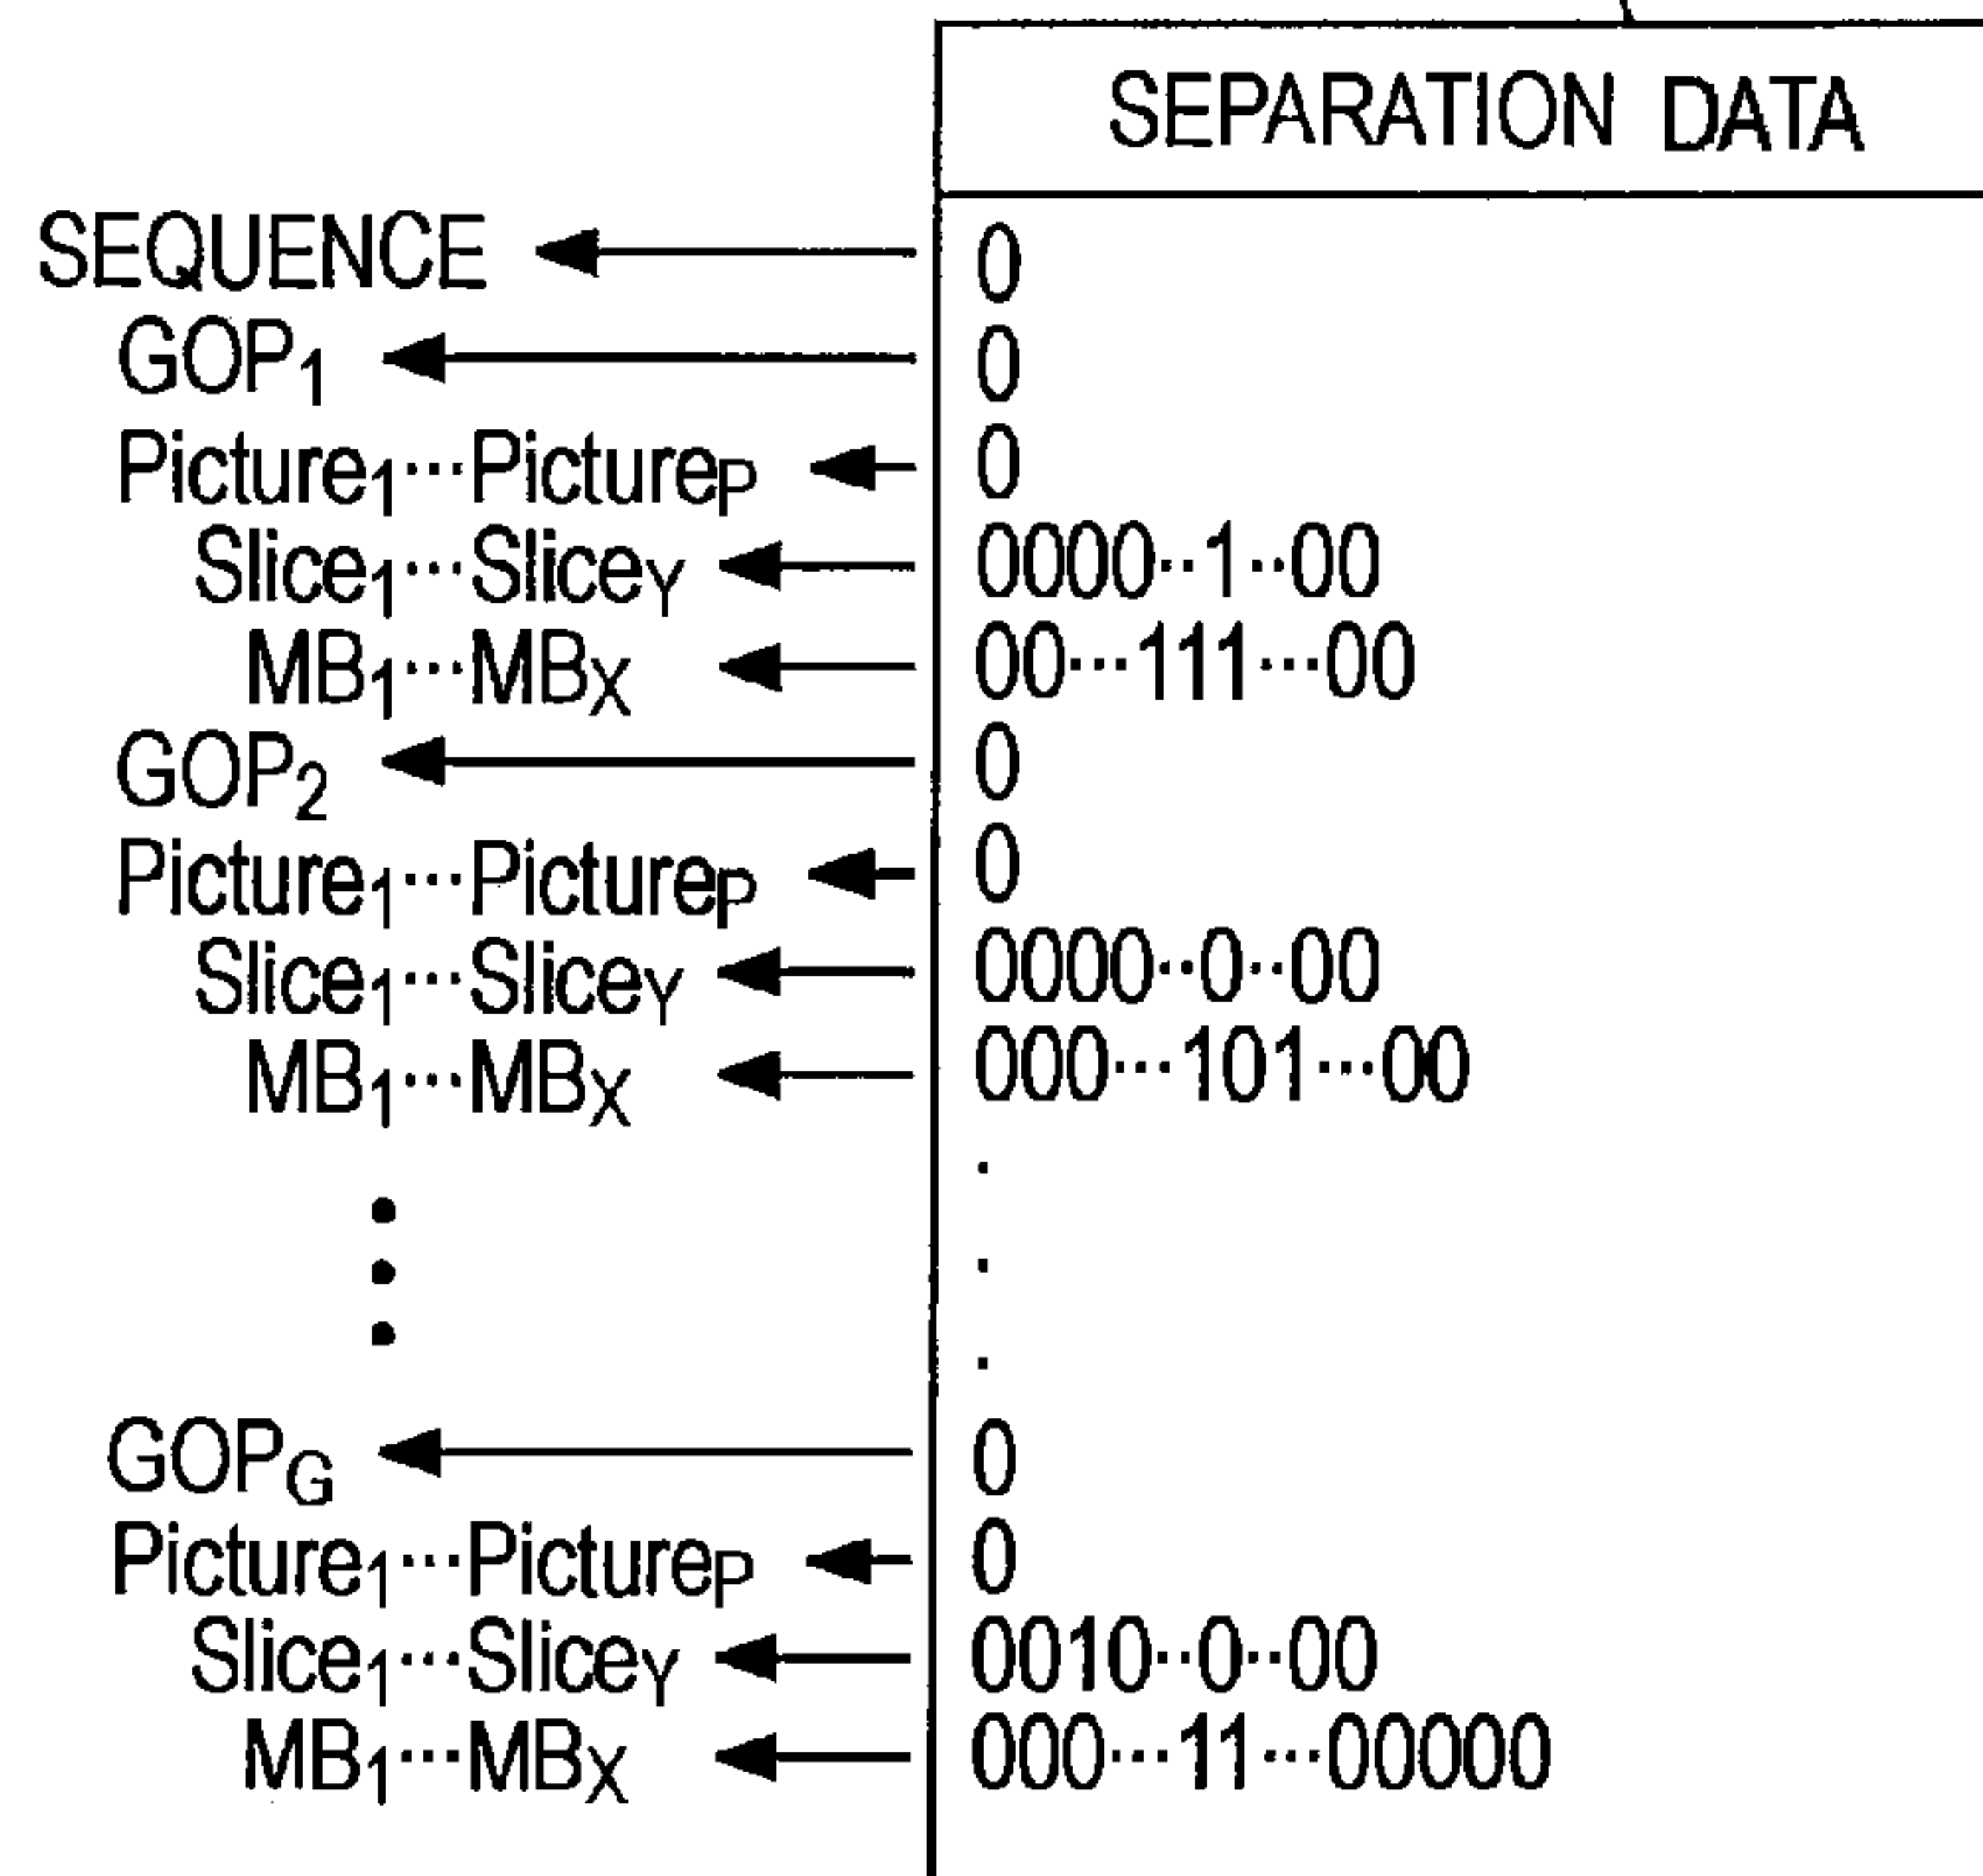 SEPARATION DATA
SEQUENCE 0
GOP1 0
Picture1···PictureP 0
Slice1···SliceY 0000··1··00
MB1···MBX 00···111···00
GOP2 0
Picture1···PictureP 0
Slice1···SliceY 0000··0··00
MB1···MBX 000···101···00
GOPG 0
Picture1···PictureP 0
Slice1···SliceY 0010··0··00
MB1···MBX 000···11···00000